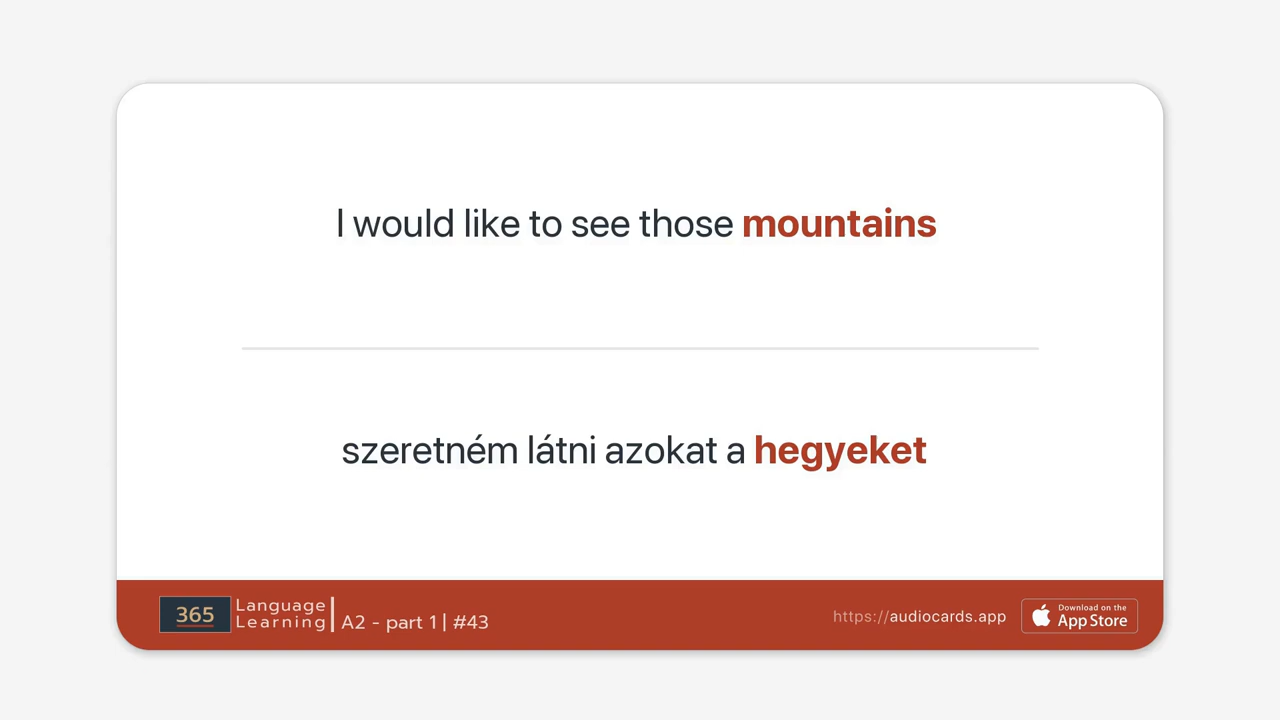 I would like to see those mountains
szeretném látni azokat a hegyeket
365
Language
Learning
A2 - part 1 | #43
https://audiocards.app
Download on the
App Store